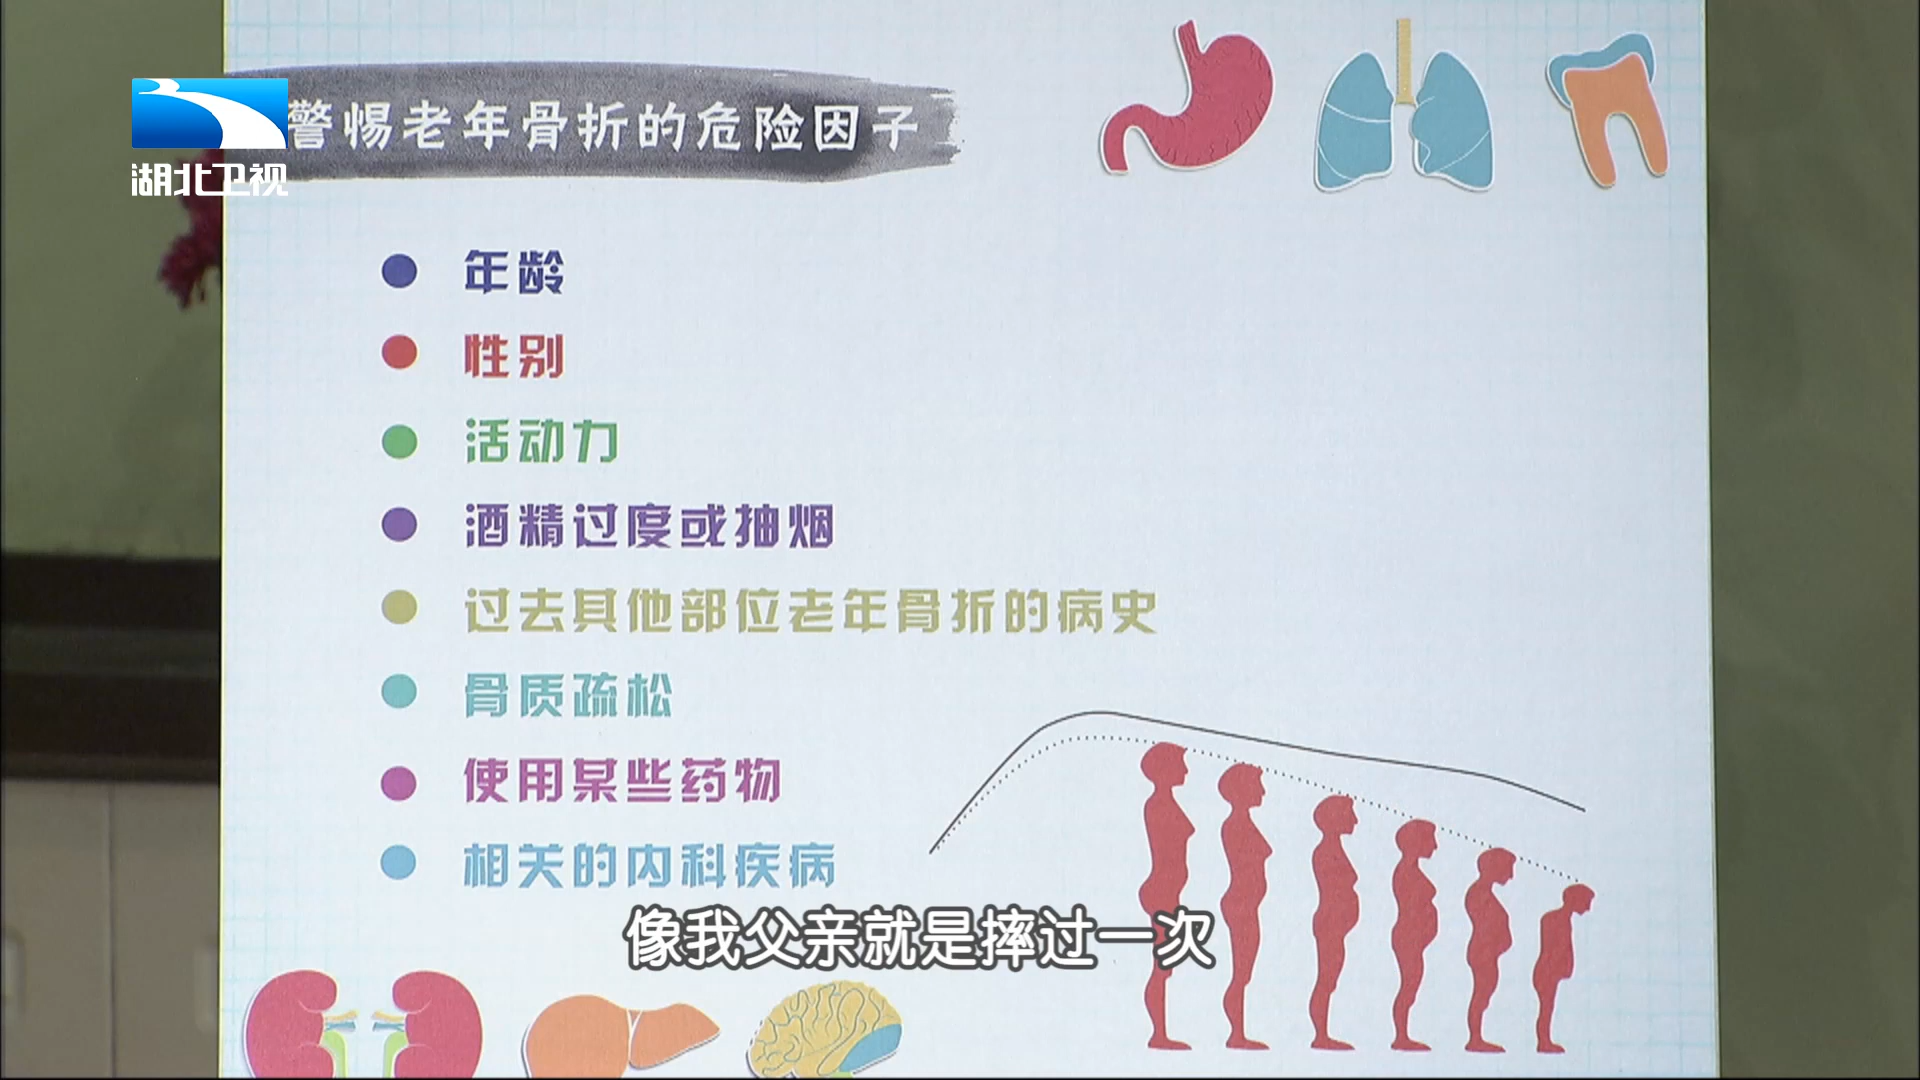 警惕老年骨折的危险因子
湖北卫视
年龄
性别
活动力
酒精过度或抽烟
过去其他部位老年骨折的病史
骨质疏松
使用某些药物
相关的内科疾病
像我父亲就是摔过一次